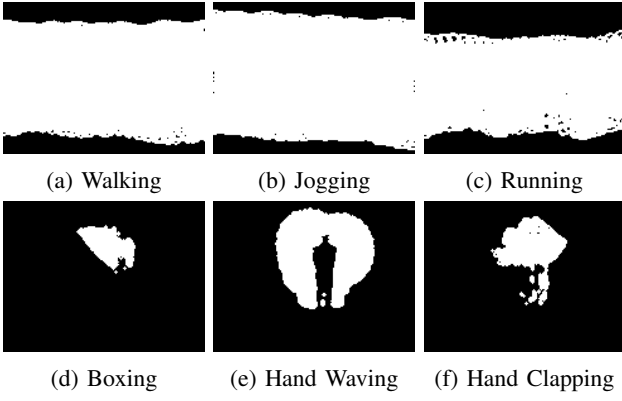 (a) Walking (b) Jogging (c) Running
(d) Boxing (e) Hand Waving (f) Hand Clapping